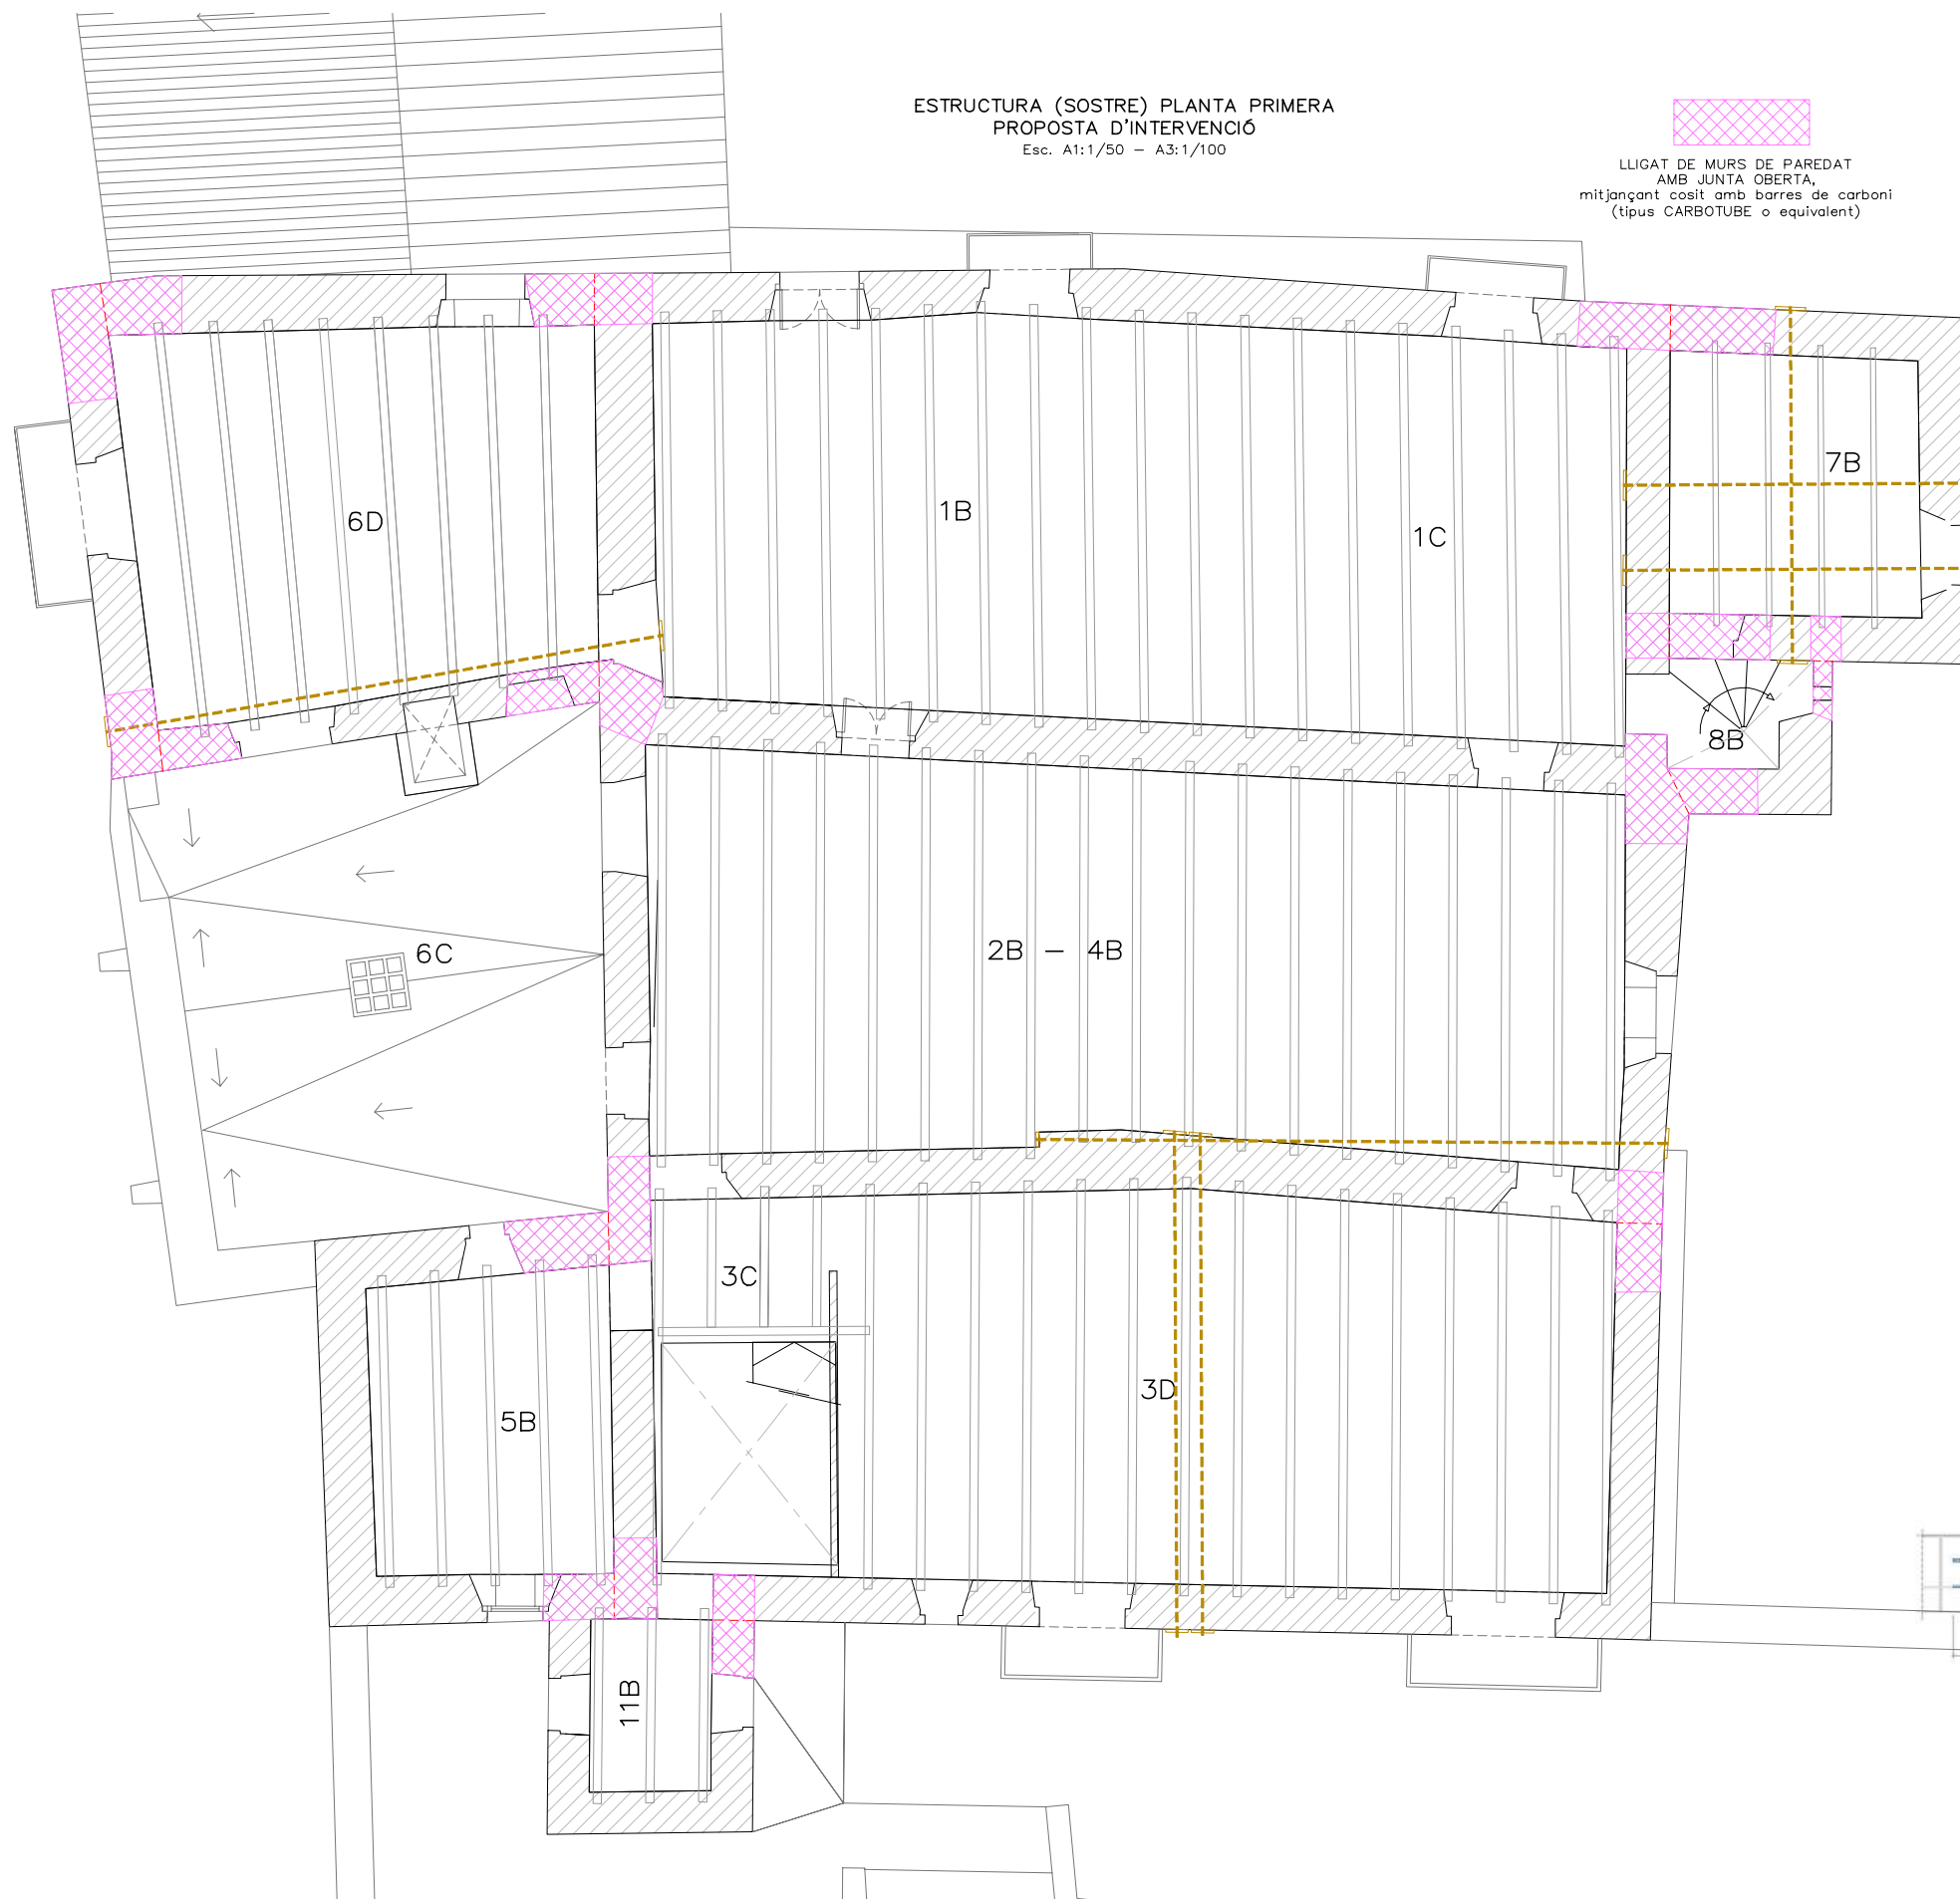 ESTRUCTURA (SOSTRE) PLANTA PRIMERA
PROPOSTA D'INTERVENCIÓ
Esc. A1:1/50 – A3:1/100
LLIGAT DE MURS DE PAREDAT
AMB JUNTA OBERTA,
mitjançant cosit amb barres de carboni
(tipus CARBOTUBE o equivalent)
7B
1B
6D
1C
8B
2B – 4B
6C
3C
3D
5B
11B